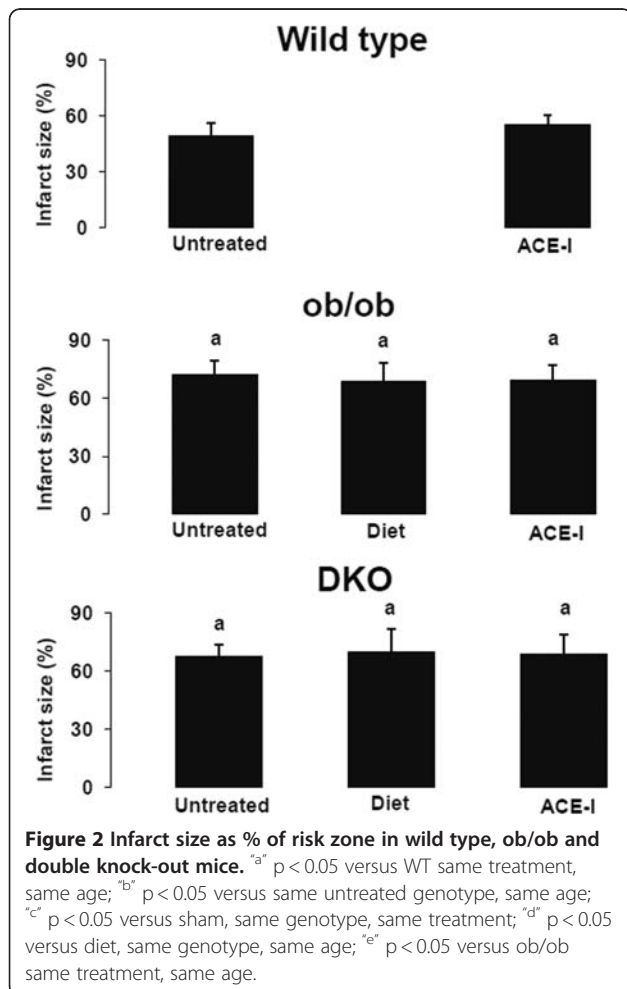 Wild type
90
60
30
0
Infarct size (%)
Untreated
ACE-I
ob/ob
a
a
a
90
60
30
0
Infarct size (%)
Untreated
Diet
ACE-I
DKO
a
a
a
90
60
30
0
Infarct size (%)
Untreated
Diet
ACE-I
Figure 2 Infarct size as % of risk zone in wild type, ob/ob and
double knock-out mice. “a” p < 0.05 versus WT same treatment,
same age; “b” p < 0.05 versus same untreated genotype, same age;
“c” p < 0.05 versus sham, same genotype, same treatment; “d” p < 0.05
versus diet, same genotype, same age; “e” p < 0.05 versus ob/ob
same treatment, same age.